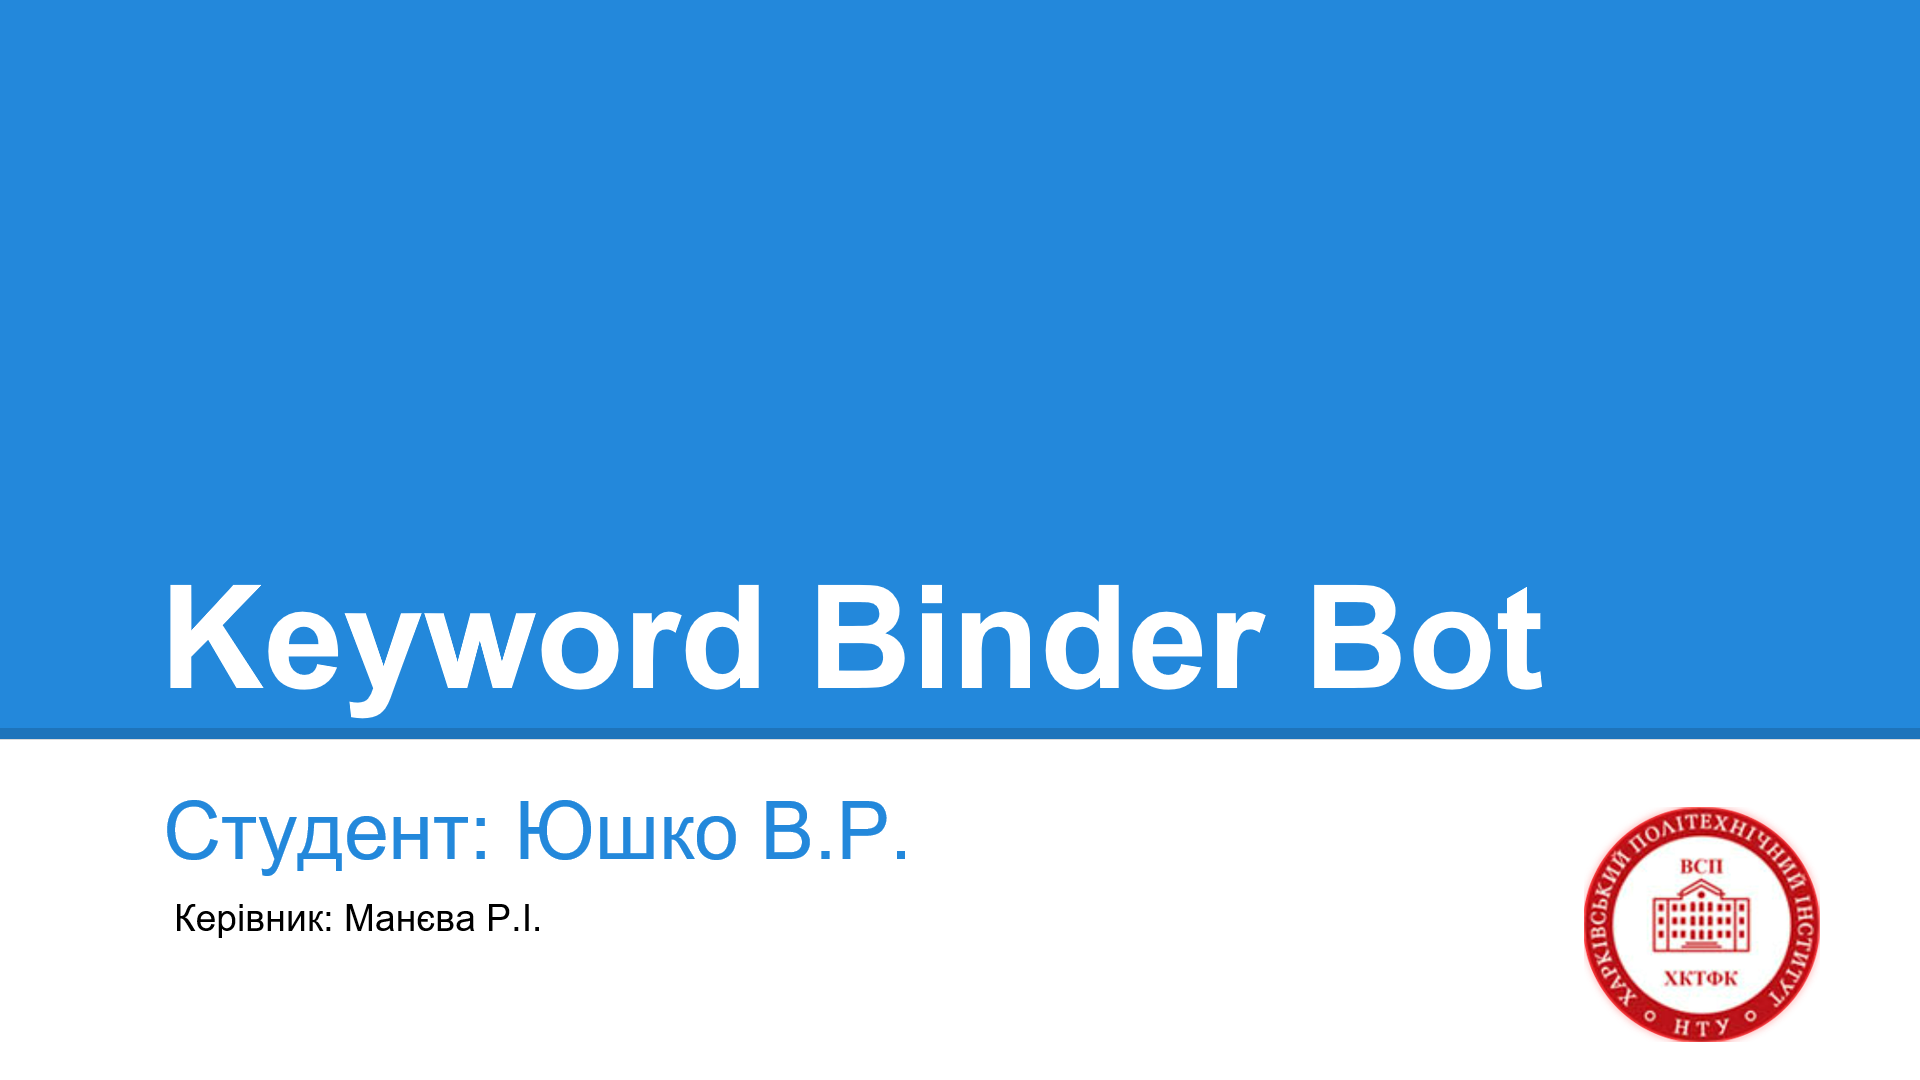 Keyword Binder Bot
Студент: Юшко В.Р.
Керівник: Манєва Р.І.
ХАРКІВСЬКИЙ ПОЛІТЕХНІЧНИЙ ІНСТИТУТ
ВСП
ХКТФК
НТУ